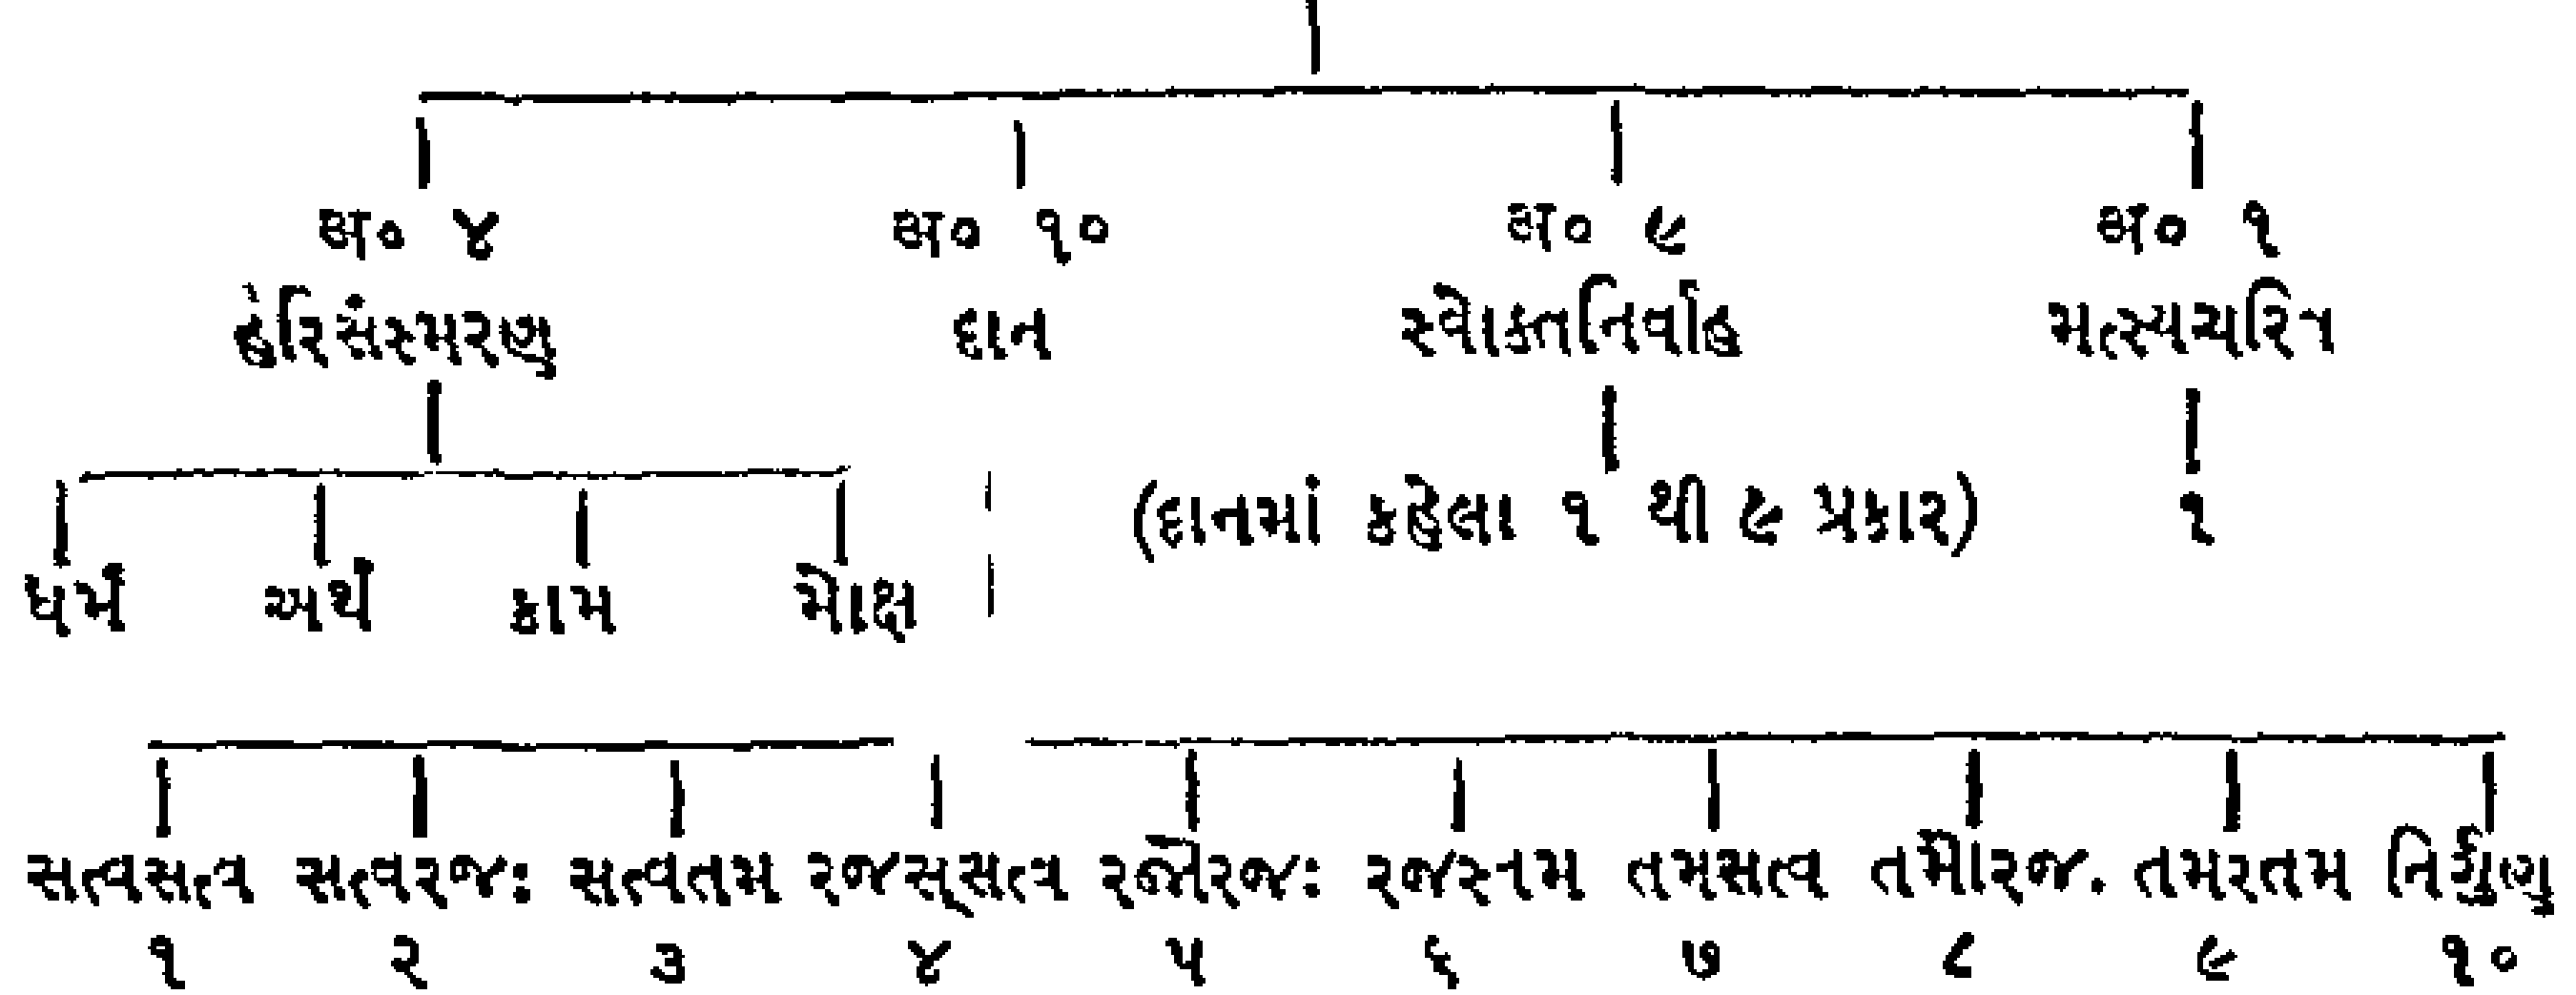 અ૦ ૪ અ૦ ૧૦ અ૦ ૯ અ૦ ૧
હરિસંસ્મરણ દાન સ્વોક્તનિર્વાહ મત્સ્યચરિત્ર
(દાનમાં કહેલા ૧ થી ૯ પ્રકાર) ૧
ધર્મ અર્થ કામ મોક્ષ
સત્વસત્વ સત્વરજઃ સત્વતમ રજસ્સત્વ રજોરજઃ રજસ્તમ તમસત્વ તમોરજ. તમસ્તમ નિર્ગુણ
૧ ૨ ૩ ૪ ૫ ૬ ૭ ૮ ૯ ૧૦